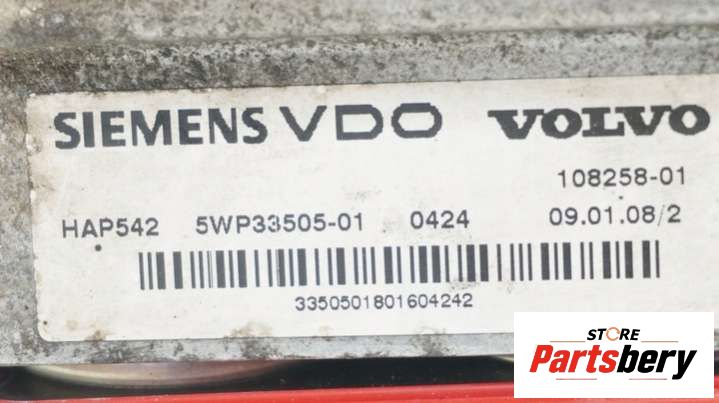 SIEMENS VDO VOLVO
108258-01
HAP542 5WP33505-01 0424 09.01.08/2
3350501801604242
STORE
Partsbery